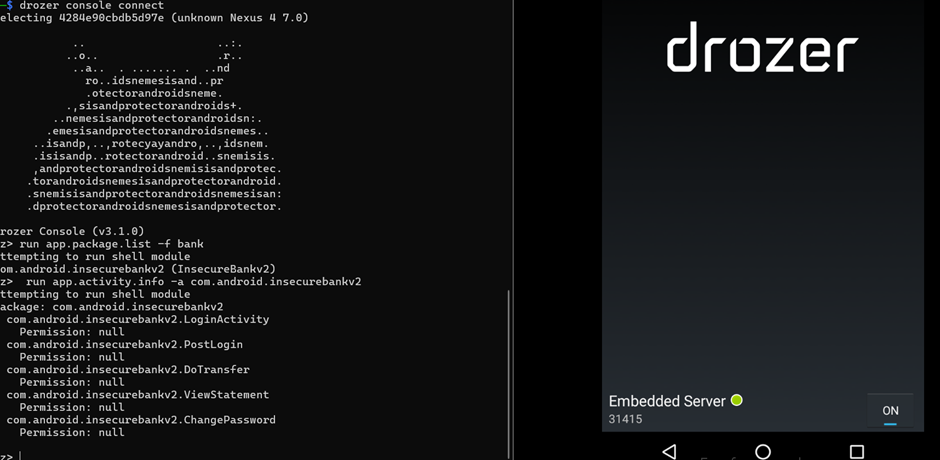 ~$ drozer console connect
electing 4284e90cbdb5d97e (unknown Nexus 4 7.0)
.. ..:.
..o.. .r..
..a.. . ....... . ..nd
ro..idsnemesisand..pr
.otectorandroidsneme.
.,sisandprotectorandroids+.
..nemesisandprotectorandroidsn:.
.emesisandprotectorandroidsnemes..
..isandp,..,rotecyayandro,..,idsnem.
.isisandp..rotectorandroid..snemisis.
,andprotectorandroidsnemisisandprotec.
.torandroidsnemesisandprotectorandroid.
.snemisisandprotectorandroidsnemesisan:
.dprotectorandroidsnemesisandprotector.
rozer Console (v3.1.0)
z> run app.package.list -f bank
ttempting to run shell module
om.android.insecurebankv2 (InsecureBankv2)
z> run app.activity.info -a com.android.insecurebankv2
ttempting to run shell module
ackage: com.android.insecurebankv2
com.android.insecurebankv2.LoginActivity
Permission: null
com.android.insecurebankv2.PostLogin
Permission: null
com.android.insecurebankv2.DoTransfer
Permission: null
com.android.insecurebankv2.ViewStatement
Permission: null
com.android.insecurebankv2.ChangePassword
Permission: null
z>
drozer
Embedded Server
31415
ON